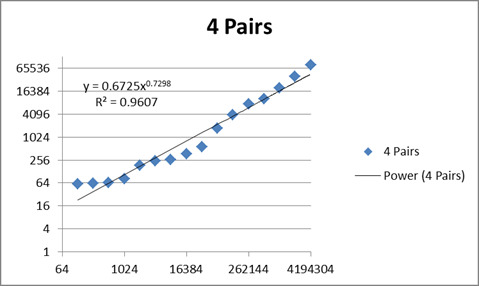 4 Pairs
65536
y = 0.6725x^0.7298
16384
R² = 0.9607
4096
1024
256
4 Pairs
64
Power (4 Pairs)
16
4
1
64 1024 16384 262144 4194304